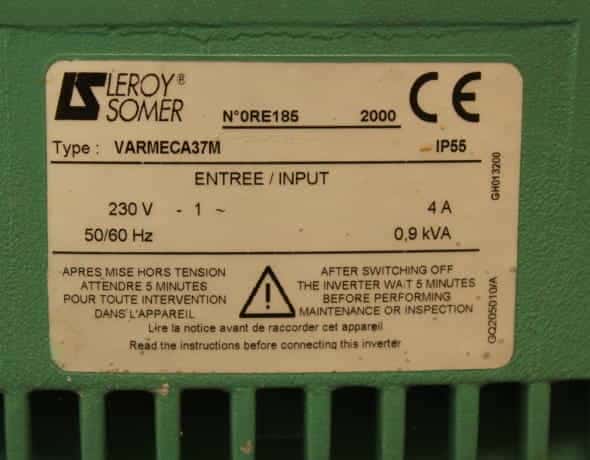 LEROY®
SOMER
N°0RE185 2000
CE
Type : VARMECA37M IP55
ENTREE / INPUT
230 V - 1 ~ 4 A
50/60 Hz 0,9 kVA
APRES MISE HORS TENSION
ATTENDRE 5 MINUTES
POUR TOUTE INTERVENTION
DANS L'APPAREIL
AFTER SWITCHING OFF
THE INVERTER WAIT 5 MINUTES
BEFORE PERFORMING
MAINTENANCE OR INSPECTION
Lire la notice avant de raccorder cet appareil
Read the instructions before connecting this inverter
GH013200
GQ205010/A